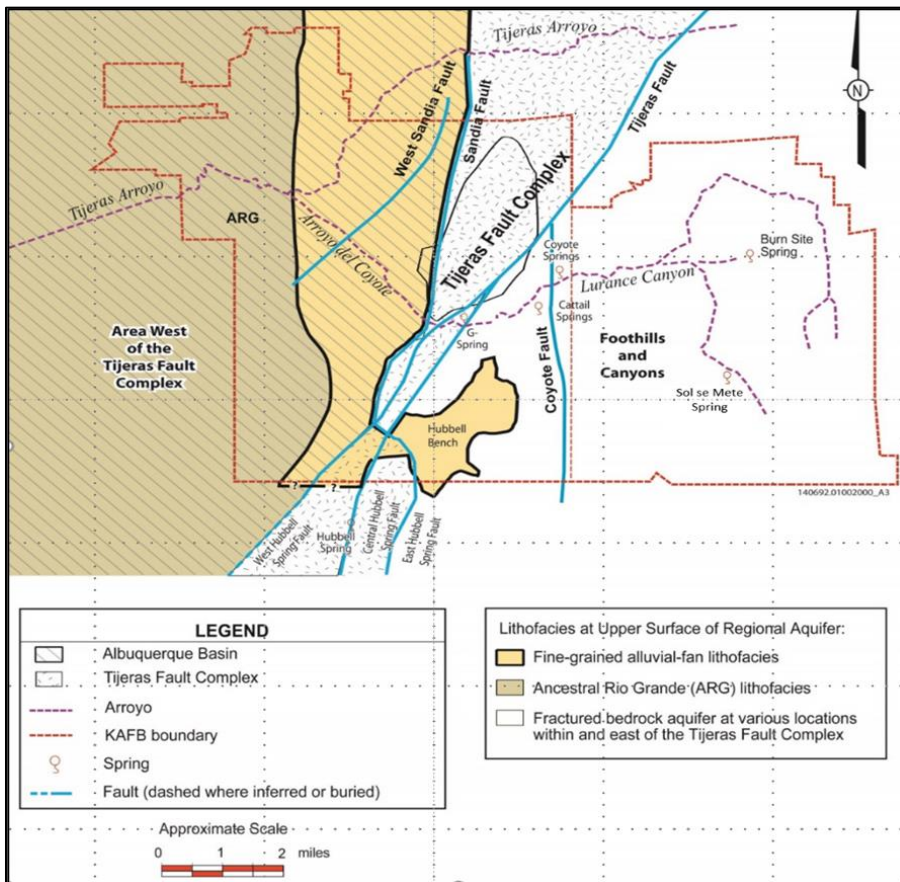 Tijeras Arroyo
N
West Sandia Fault
Sandia Fault
Tijeras Fault
Tijeras Fault Complex
Tijeras Arroyo
ARG
Arroyo del Coyote
Coyote
Springs
Burn Site
Spring
Lurance Canyon
Cattail
Springs
G-
Spring
Area West
of the
Tijeras Fault
Complex
Coyote Fault
Foothills
and
Canyons
Sol se Mete
Spring
Hubbell
Bench
? ?
140692.01002000_A3
West Hubbell
Spring Fault
Hubbell
Spring
Central Hubbell
Spring Fault
East Hubbell
Spring Fault
LEGEND
Albuquerque Basin
Tijeras Fault Complex
Arroyo
KAFB boundary
Spring
Fault (dashed where inferred or buried)
Lithofacies at Upper Surface of Regional Aquifer:
Fine-grained alluvial-fan lithofacies
Ancestral Rio Grande (ARG) lithofacies
Fractured bedrock aquifer at various locations
within and east of the Tijeras Fault Complex
Approximate Scale
0 1 2 miles